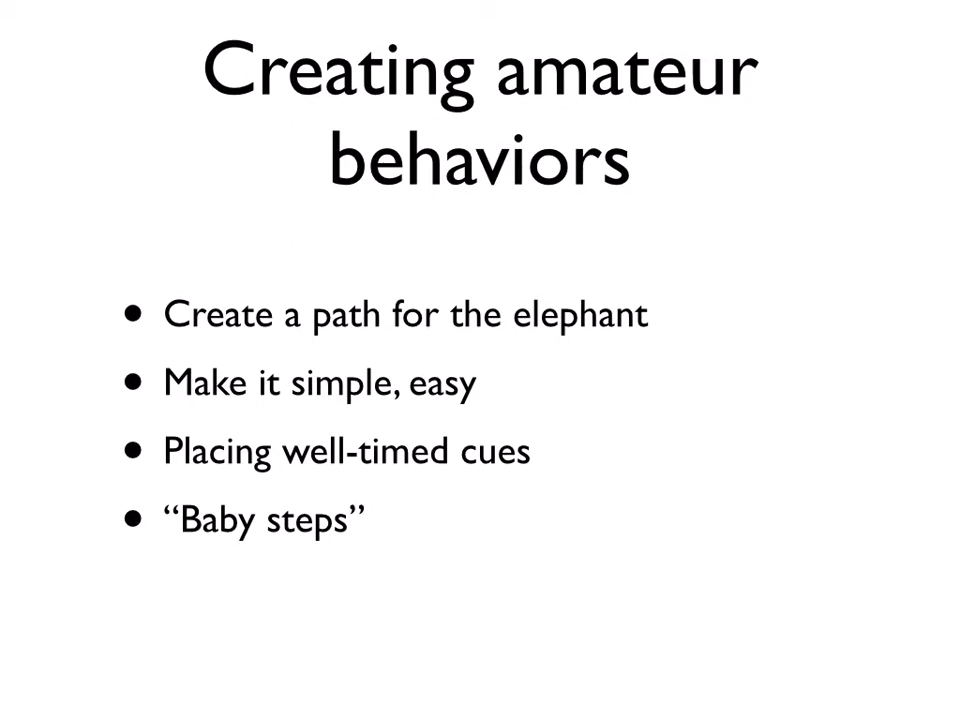 Creating amateur
behaviors
• Create a path for the elephant
• Make it simple, easy
• Placing well-timed cues
• “Baby steps”